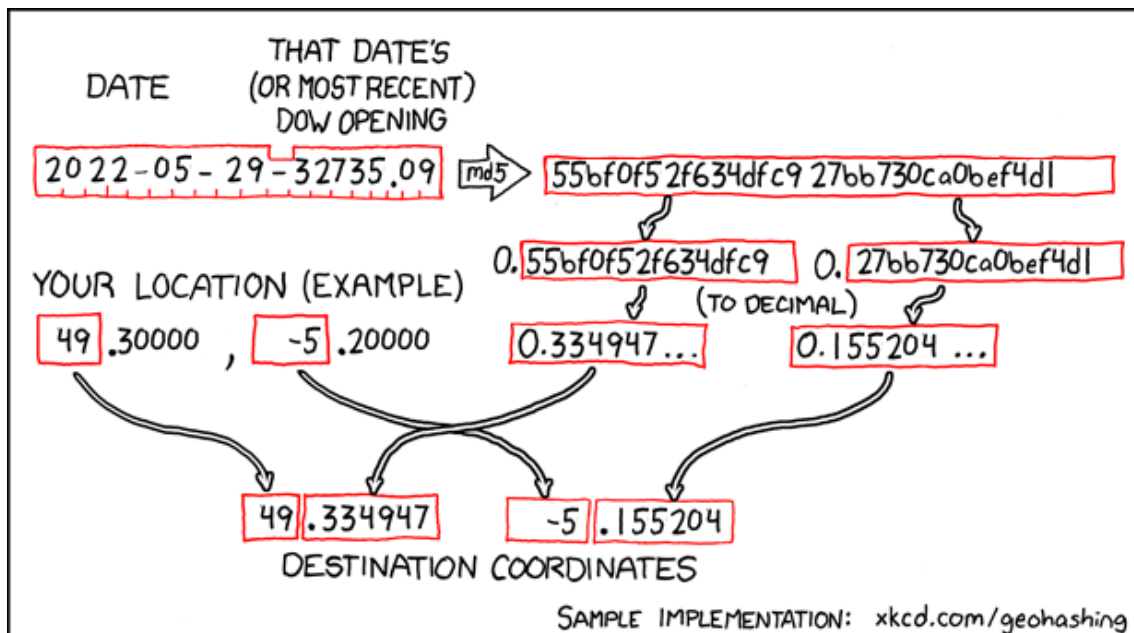 DATE
THAT DATE'S
(OR MOST RECENT)
DOW OPENING
2022-05-29-32735.09
md5
55bf0f52f634dfc927bb730ca0bef4d1
0.55bf0f52f634dfc9
0.27bb730ca0bef4d1
(TO DECIMAL)
YOUR LOCATION (EXAMPLE)
49.30000, -5.20000
0.334947...
0.155204...
49.334947
-5.155204
DESTINATION COORDINATES
SAMPLE IMPLEMENTATION: xkcd.com/geohashing